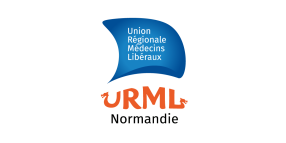 Union
Régionale
Médecins
Libéraux
URML
Normandie